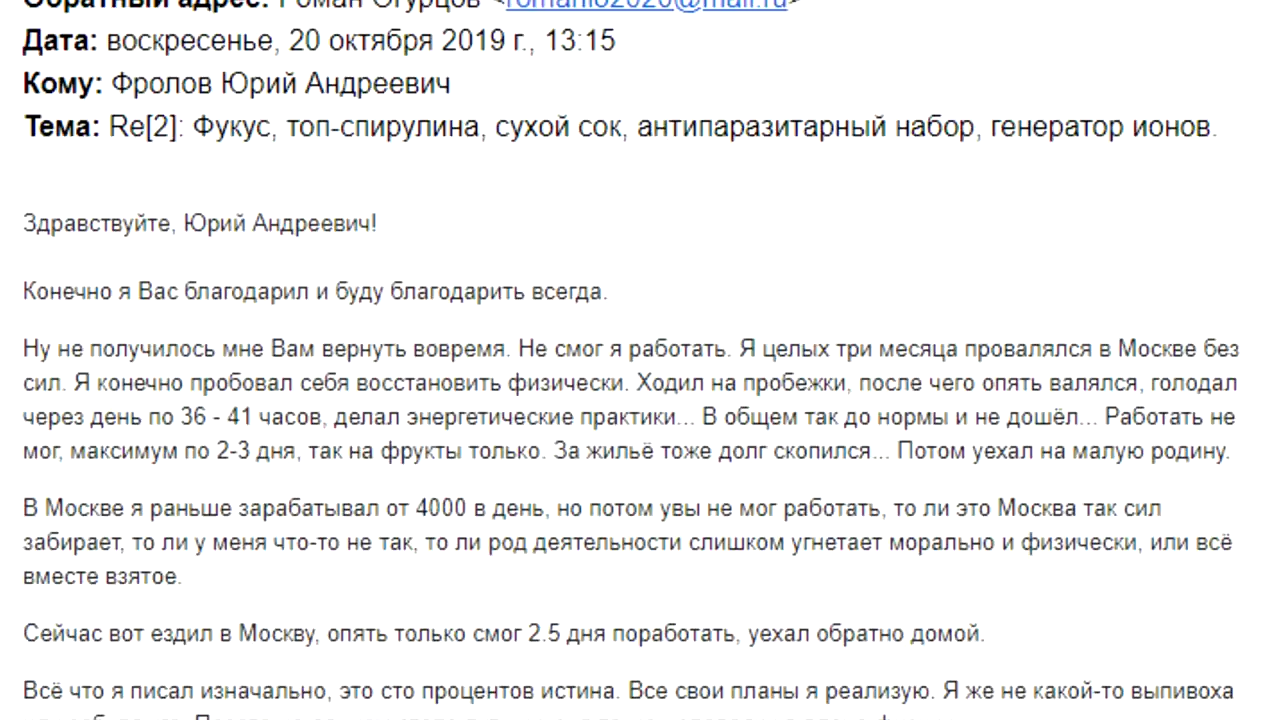 Обратный адрес: Роман Огурцов <
Дата: воскресенье, 20 октября 2019 г., 13:15
Кому: Фролов Юрий Андреевич
Тема: Re[2]: Фукус, топ-спирулина, сухой сок, антипаразитарный набор, генератор ионов.
Здравствуйте, Юрий Андреевич!
Конечно я Вас благодарил и буду благодарить всегда.
Ну не получилось мне Вам вернуть вовремя. Не смог я работать. Я целых три месяца провалялся в Москве без
сил. Я конечно пробовал себя восстановить физически. Ходил на пробежки, после чего опять валялся, голодал
через день по 36 - 41 часов, делал энергетические практики... В общем так до нормы и не дошёл... Работать не
мог, максимум по 2-3 дня, так на фрукты только. За жильё тоже долг скопился... Потом уехал на малую родину.
В Москве я раньше зарабатывал от 4000 в день, но потом увы не мог работать, то ли это Москва так сил
забирает, то ли у меня что-то не так, то ли род деятельности слишком угнетает морально и физически, или всё
вместе взятое.
Сейчас вот ездил в Москву, опять только смог 2.5 дня поработать, уехал обратно домой.
Всё что я писал изначально, это сто процентов истина. Все свои планы я реализую. Я же не какой-то выпивоха